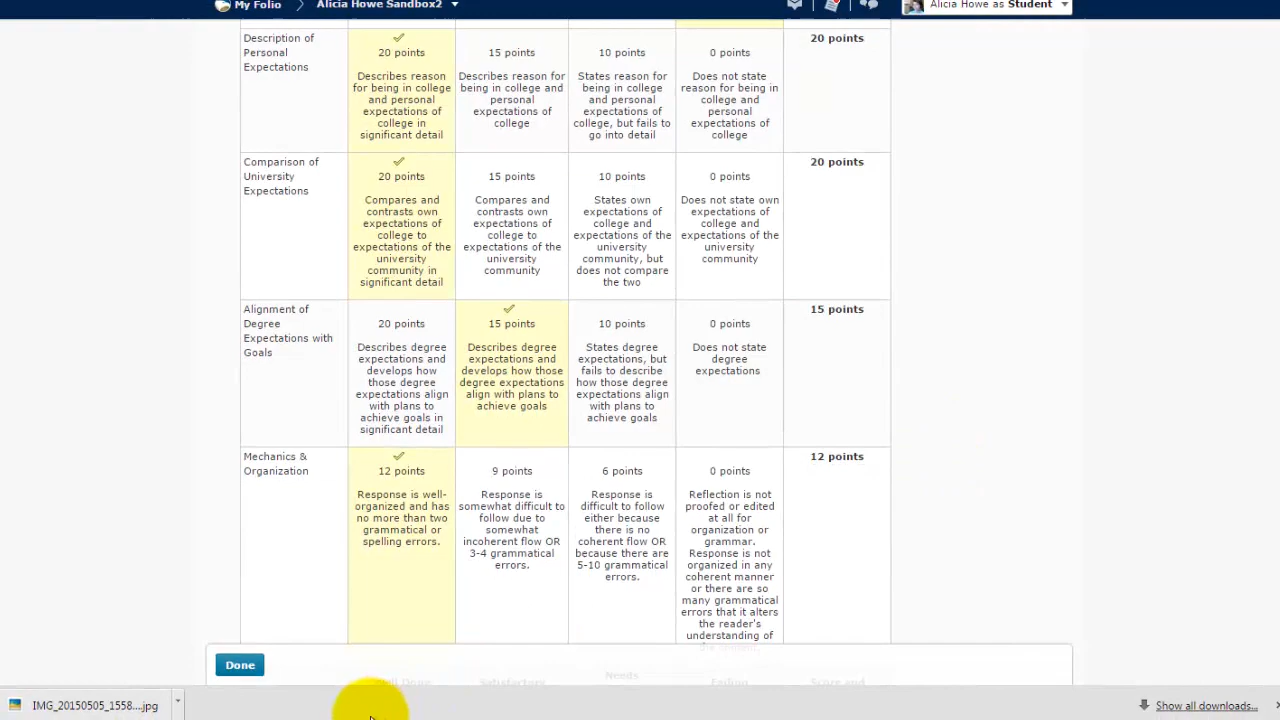 My Folio
Alicia Howe Sandbox2
Alicia Howe as Student
Description of
Personal
Expectations
20 points
Describes reason
for being in college
and personal
expectations of
college in
significant detail
15 points
Describes reason for
being in college and
personal
expectations of
college
10 points
States reason for
being in college
and personal
expectations of
college, but fails to
go into detail
0 points
Does not state
reason for being in
college and
personal
expectations of
college
20 points
Comparison of
University
Expectations
20 points
Compares and
contrasts own
expectations of
college to
expectations of the
university
community in
significant detail
15 points
Compares and
contrasts own
expectations of
college to
expectations of the
university
community
10 points
States own
expectations of
college and
expectations of the
university
community, but
does not compare
the two
0 points
Does not state own
expectations of
college and
expectations of the
university
community
20 points
Alignment of
Degree
Expectations with
Goals
20 points
Describes degree
expectations and
develops how
those degree
expectations align
with plans to
achieve goals in
significant detail
15 points
Describes degree
expectations and
develops how those
degree expectations
align with plans to
achieve goals
10 points
States degree
expectations, but
fails to describe
how those degree
expectations align
with plans to
achieve goals
0 points
Does not state
degree
expectations
15 points
Mechanics &
Organization
12 points
Response is well-
organized and has
no more than two
grammatical or
spelling errors.
9 points
Response is
somewhat difficult to
follow due to
somewhat
incoherent flow OR
3-4 grammatical
errors.
6 points
Response is
difficult to follow
either because
there is no
coherent flow OR
because there are
5-10 grammatical
errors.
0 points
Reflection is not
proofed or edited
at all for
organization or
grammar.
Response is not
organized in any
coherent manner
or there are so
many grammatical
errors that it alters
the reader's
understanding of
12 points
Done
Needs
Satisfactory
Failing
Score and
IMG_20150505_1558....jpg
Show all downloads...